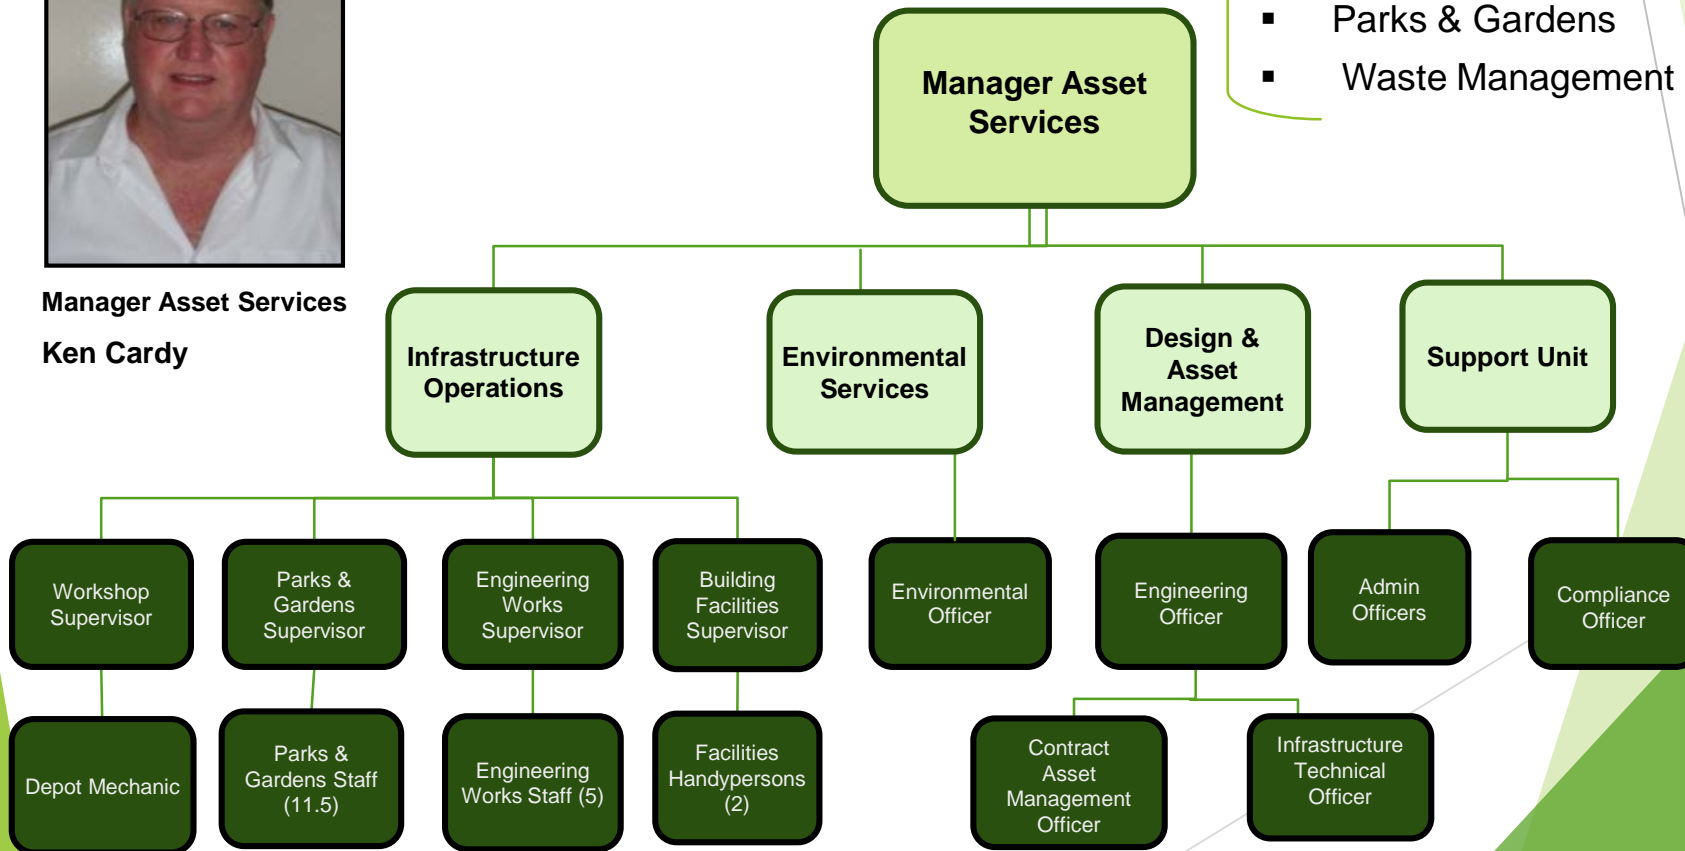 ▪ Parks & Gardens
▪ Waste Management
Manager Asset
Services
Manager Asset Services
Ken Cardy
Infrastructure
Operations
Environmental
Services
Design &
Asset
Management
Support Unit
Workshop
Supervisor
Parks &
Gardens
Supervisor
Engineering
Works
Supervisor
Building
Facilities
Supervisor
Environmental
Officer
Engineering
Officer
Admin
Officers
Compliance
Officer
Depot Mechanic
Parks &
Gardens Staff
(11.5)
Engineering
Works Staff (5)
Facilities
Handypersons
(2)
Contract
Asset
Management
Officer
Infrastructure
Technical
Officer